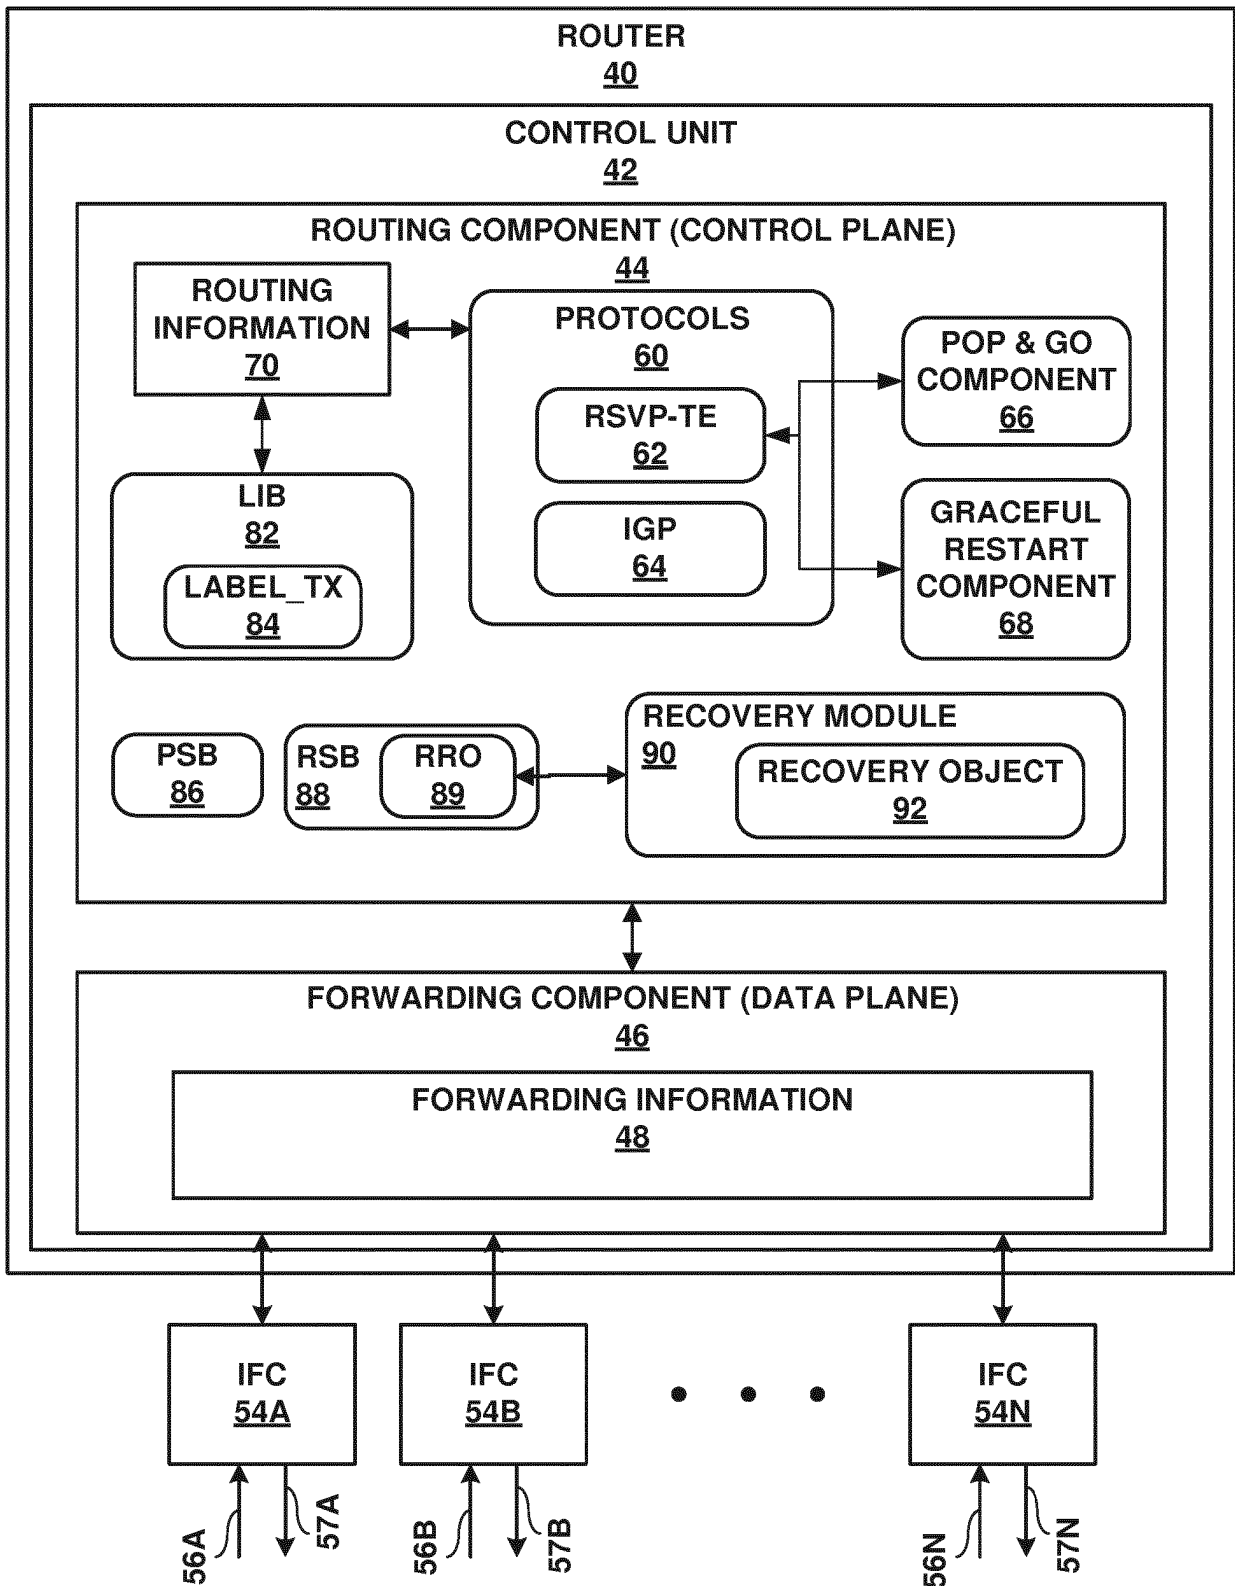 ROUTER
40
CONTROL UNIT
42
ROUTING COMPONENT (CONTROL PLANE)
44
ROUTING
INFORMATION
70
PROTOCOLS
60
RSVP-TE
62
IGP
64
POP & GO
COMPONENT
66
GRACEFUL
RESTART
COMPONENT
68
LIB
82
LABEL_TX
84
PSB
86
RSB
88
RRO
89
RECOVERY MODULE
90
RECOVERY OBJECT
92
FORWARDING COMPONENT (DATA PLANE)
46
FORWARDING INFORMATION
48
IFC
54A
IFC
54B
IFC
54N
56A
57A
56B
57B
56N
57N